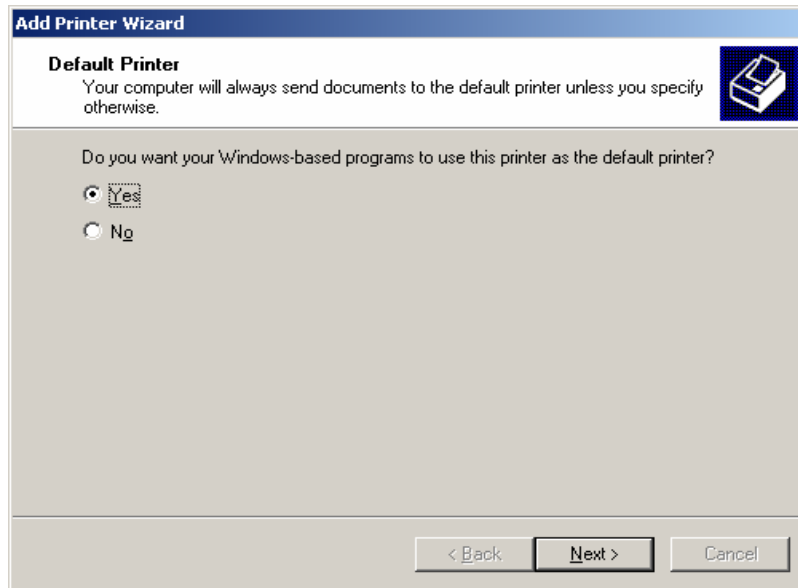 Add Printer Wizard
Default Printer
Your computer will always send documents to the default printer unless you specify
otherwise.
Do you want your Windows-based programs to use this printer as the default printer?
Yes
No
< Back
Next >
Cancel